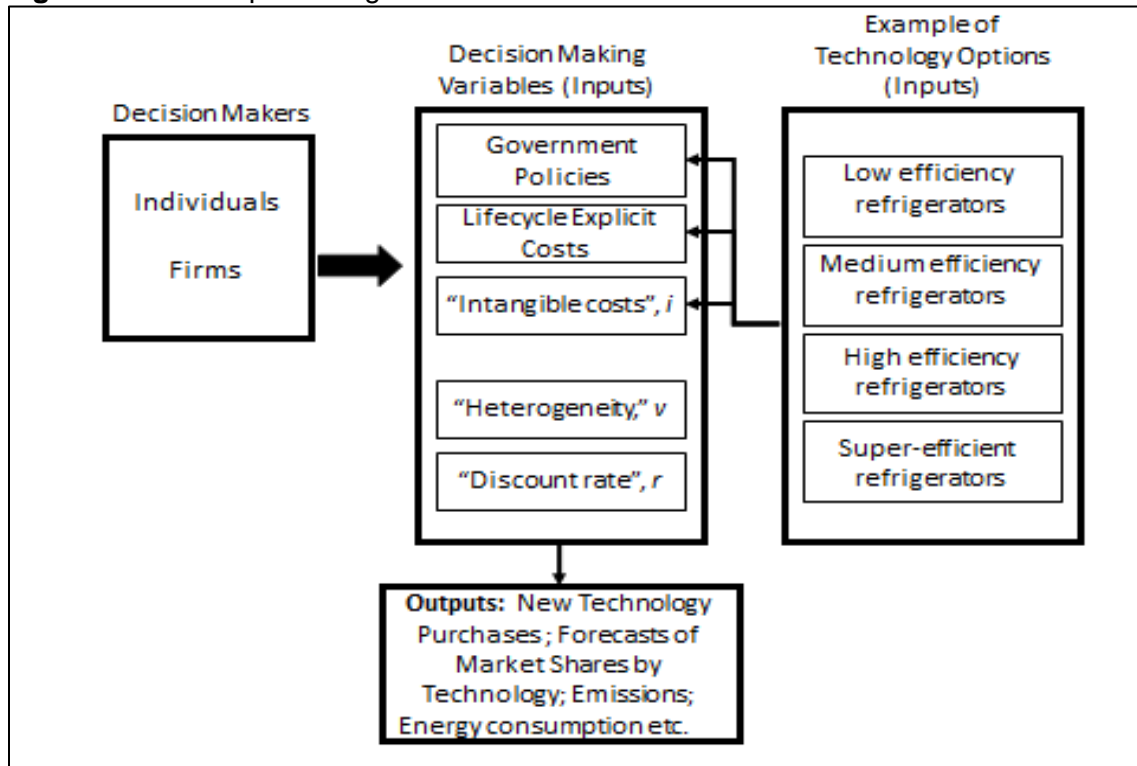 Decision Makers
Individuals
Firms
Decision Making
Variables (Inputs)
Government
Policies
Lifecycle Explicit
Costs
“Intangible costs”, i
“Heterogeneity,” v
“Discount rate”, r
Example of
Technology Options
(Inputs)
Low efficiency
refrigerators
Medium efficiency
refrigerators
High efficiency
refrigerators
Super-efficient
refrigerators
Outputs: New Technology
Purchases; Forecasts of
Market Shares by
Technology; Emissions;
Energy consumption etc.